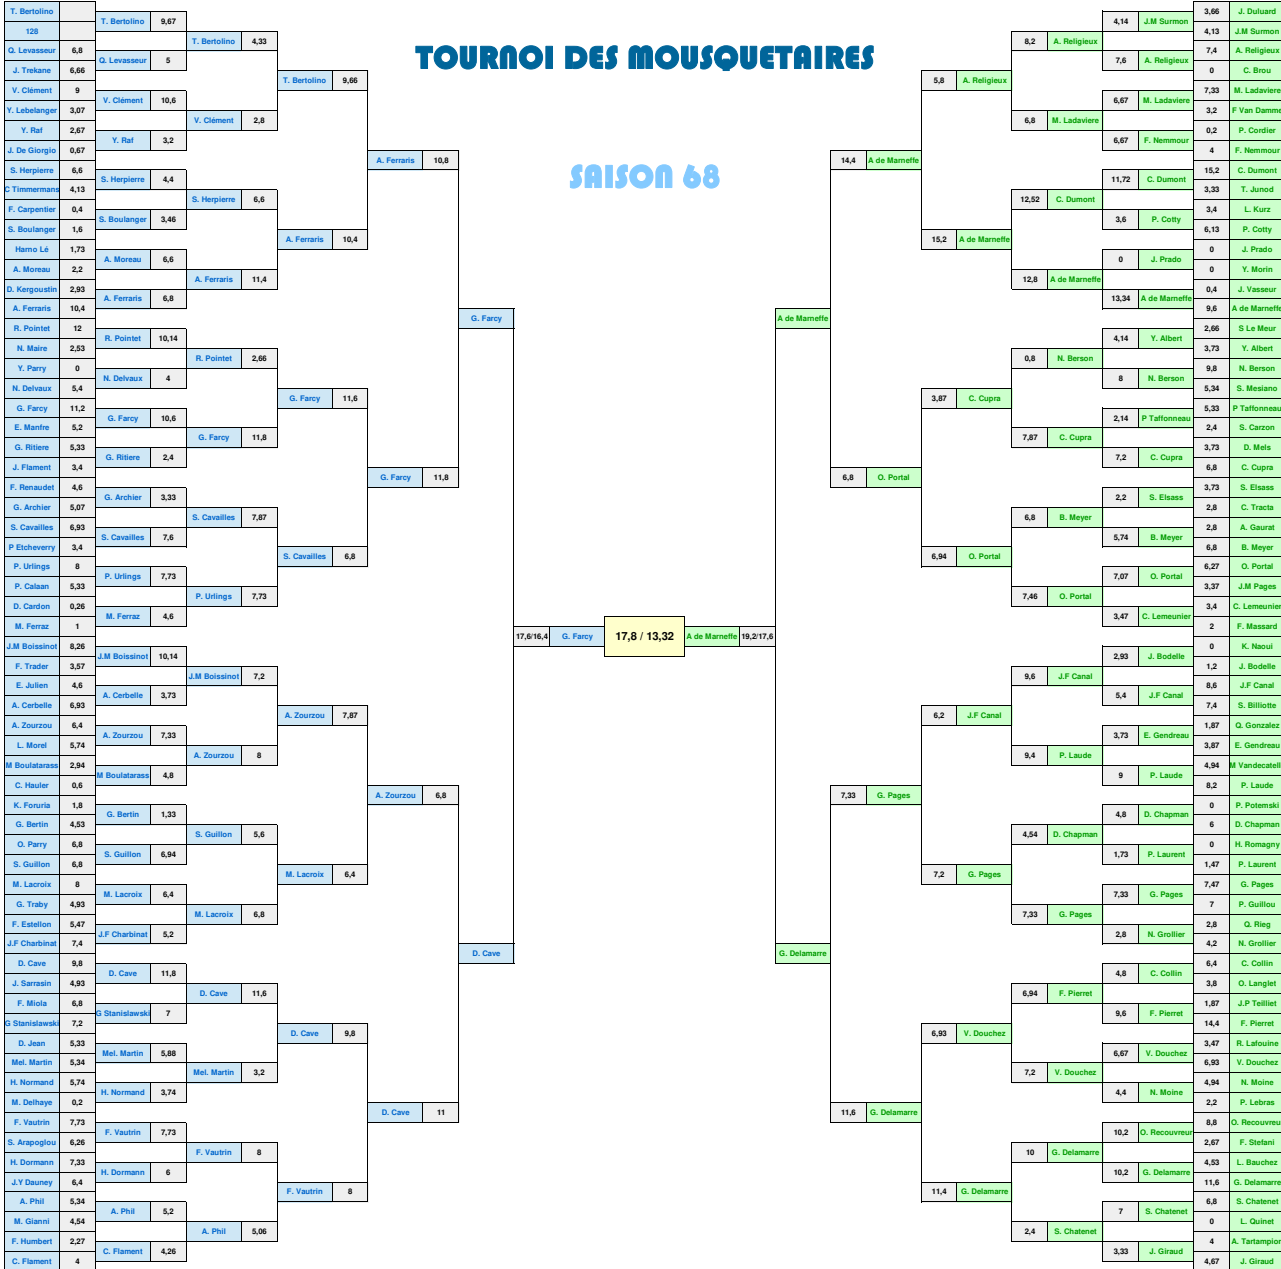 TOURNOI DES MOUSQUETAIRES
SAISON 68
T. Bertolino
128
Q. Levasseur 6,8
J. Trekane 6,66
V. Clément 9
Y. Lebelanger 3,07
Y. Raf 2,67
J. De Giorgio 0,67
S. Herpierre 6,6
C Timmermans 4,13
F. Carpentier 0,4
S. Boulanger 1,6
Harno Lé 1,73
A. Moreau 2,2
D. Kergoustin 2,93
A. Ferraris 10,4
R. Pointet 12
N. Maire 2,53
Y. Parry 0
N. Delvaux 5,4
G. Farcy 11,2
E. Manfre 5,2
G. Ritiere 5,33
J. Flament 3,4
F. Renaudet 4,6
G. Archier 5,07
S. Cavailles 6,93
P Etcheverry 3,4
P. Urlings 8
P. Calaan 5,33
D. Cardon 0,26
M. Ferraz 1
J.M Boissinot 8,26
F. Trader 3,57
E. Julien 4,6
A. Cerbelle 6,93
A. Zourzou 6,4
L. Morel 5,74
M Boulatarass 2,94
C. Hauler 0,6
K. Foruria 1,8
G. Bertin 4,53
O. Parry 6,8
S. Guillon 6,8
M. Lacroix 8
G. Traby 4,93
F. Estellon 5,47
J.F Charbinat 7,4
D. Cave 9,8
J. Sarrasin 4,93
F. Miola 6,8
G Stanislawski 7,2
D. Jean 5,33
Mel. Martin 5,34
H. Normand 5,74
M. Delhaye 0,2
F. Vautrin 7,73
S. Arapoglou 6,26
H. Dormann 7,33
J.Y Dauney 6,4
A. Phil 5,34
M. Gianni 4,54
F. Humbert 2,27
C. Flament 4
T. Bertolino 9,67
Q. Levasseur 5
V. Clément 10,6
Y. Raf 3,2
S. Herpierre 4,4
S. Boulanger 3,46
A. Moreau 6,6
A. Ferraris 6,8
R. Pointet 10,14
N. Delvaux 4
G. Farcy 10,6
G. Ritiere 2,4
G. Archier 3,33
S. Cavailles 7,6
P. Urlings 7,73
M. Ferraz 4,6
J.M Boissinot 10,14
A. Cerbelle 3,73
A. Zourzou 7,33
M Boulatarass 4,8
G. Bertin 1,33
S. Guillon 6,94
M. Lacroix 6,4
J.F Charbinat 5,2
D. Cave 11,8
G Stanislawski 7
Mel. Martin 5,88
H. Normand 3,74
F. Vautrin 7,73
H. Dormann 6
A. Phil 5,2
C. Flament 4,26
T. Bertolino 4,33
V. Clément 2,8
S. Herpierre 6,6
A. Ferraris 11,4
R. Pointet 2,66
G. Farcy 11,8
S. Cavailles 7,87
P. Urlings 7,73
J.M Boissinot 7,2
A. Zourzou 8
S. Guillon 5,6
M. Lacroix 6,8
D. Cave 11,6
Mel. Martin 3,2
F. Vautrin 8
A. Phil 5,06
T. Bertolino 9,66
A. Ferraris 10,4
G. Farcy 11,6
S. Cavailles 6,8
A. Zourzou 7,87
M. Lacroix 6,4
D. Cave 9,8
F. Vautrin 8
A. Ferraris 10,8
G. Farcy 11,8
A. Zourzou 6,8
D. Cave 11
G. Farcy
D. Cave
17,6/16,4 G. Farcy 17,8 / 13,32 A de Marneffe 19,2/17,6
A de Marneffe
G. Delamarre
14,4 A de Marneffe
6,8 O. Portal
7,33 G. Pages
11,6 G. Delamarre
5,8 A. Religieux
15,2 A de Marneffe
3,87 C. Cupra
6,94 O. Portal
6,2 J.F Canal
7,2 G. Pages
6,93 V. Douchez
11,4 G. Delamarre
8,2 A. Religieux
6,8 M. Ladaviere
12,52 C. Dumont
12,8 A de Marneffe
0,8 N. Berson
7,87 C. Cupra
6,8 B. Meyer
7,46 O. Portal
9,6 J.F Canal
9,4 P. Laude
4,54 D. Chapman
7,33 G. Pages
6,94 F. Pierret
7,2 V. Douchez
10 G. Delamarre
2,4 S. Chatenet
4,14 J.M Surmon
7,6 A. Religieux
6,67 M. Ladaviere
6,67 F. Nemmour
11,72 C. Dumont
3,6 P. Cotty
0 J. Prado
13,34 A de Marneffe
4,14 Y. Albert
8 N. Berson
2,14 P Taffonneau
7,2 C. Cupra
2,2 S. Elsass
5,74 B. Meyer
7,07 O. Portal
3,47 C. Lemeunier
2,93 J. Bodelle
5,4 J.F Canal
3,73 E. Gendreau
9 P. Laude
4,8 D. Chapman
1,73 P. Laurent
7,33 G. Pages
2,8 N. Grollier
4,8 C. Collin
9,6 F. Pierret
6,67 V. Douchez
4,4 N. Moine
10,2 O. Recouvreur
10,2 G. Delamarre
7 S. Chatenet
3,33 J. Giraud
3,66 J. Duluard
4,13 J.M Surmon
7,4 A. Religieux
0 C. Brou
7,33 M. Ladaviere
3,2 F Van Damme
0,2 P. Cordier
4 F. Nemmour
15,2 C. Dumont
3,33 T. Junod
3,4 L. Kurz
6,13 P. Cotty
0 J. Prado
0 Y. Morin
0,4 J. Vasseur
9,6 A de Marneffe
2,66 S Le Meur
3,73 Y. Albert
9,8 N. Berson
5,34 S. Mesiano
5,33 P Taffonneau
2,4 S. Carzon
3,73 D. Mels
6,8 C. Cupra
3,73 S. Elsass
2,8 C. Tracta
2,8 A. Gaurat
6,8 B. Meyer
6,27 O. Portal
3,37 J.M Pages
3,4 C. Lemeunier
2 F. Massard
0 K. Naoui
1,2 J. Bodelle
8,6 J.F Canal
7,4 S. Billiotte
1,87 Q. Gonzalez
3,87 E. Gendreau
4,94 M Vandecatell
8,2 P. Laude
0 P. Potemski
6 D. Chapman
0 H. Romagny
1,47 P. Laurent
7,47 G. Pages
7 P. Guillou
2,8 Q. Rieg
4,2 N. Grollier
6,4 C. Collin
3,8 O. Langlet
1,87 J.P Teilliet
14,4 F. Pierret
3,47 R. Lafouine
6,93 V. Douchez
4,94 N. Moine
2,2 P. Lebras
8,8 O. Recouvreur
2,67 F. Stefani
4,53 L. Bauchez
11,6 G. Delamarre
6,8 S. Chatenet
0 L. Quinet
4 A. Tartampion
4,67 J. Giraud